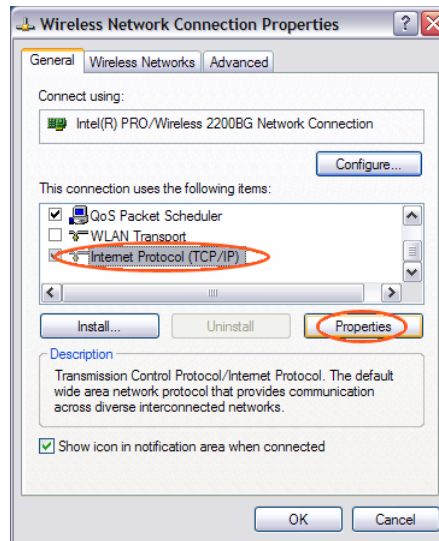 Wireless Network Connection Properties
General Wireless Networks Advanced
Connect using:
Intel(R) PRO/Wireless 2200BG Network Connection
Configure...
This connection uses the following items:
QoS Packet Scheduler
WLAN Transport
Internet Protocol (TCP/IP)
Install... Uninstall Properties
Description
Transmission Control Protocol/Internet Protocol. The default
wide area network protocol that provides communication
across diverse interconnected networks.
Show icon in notification area when connected
OK Cancel